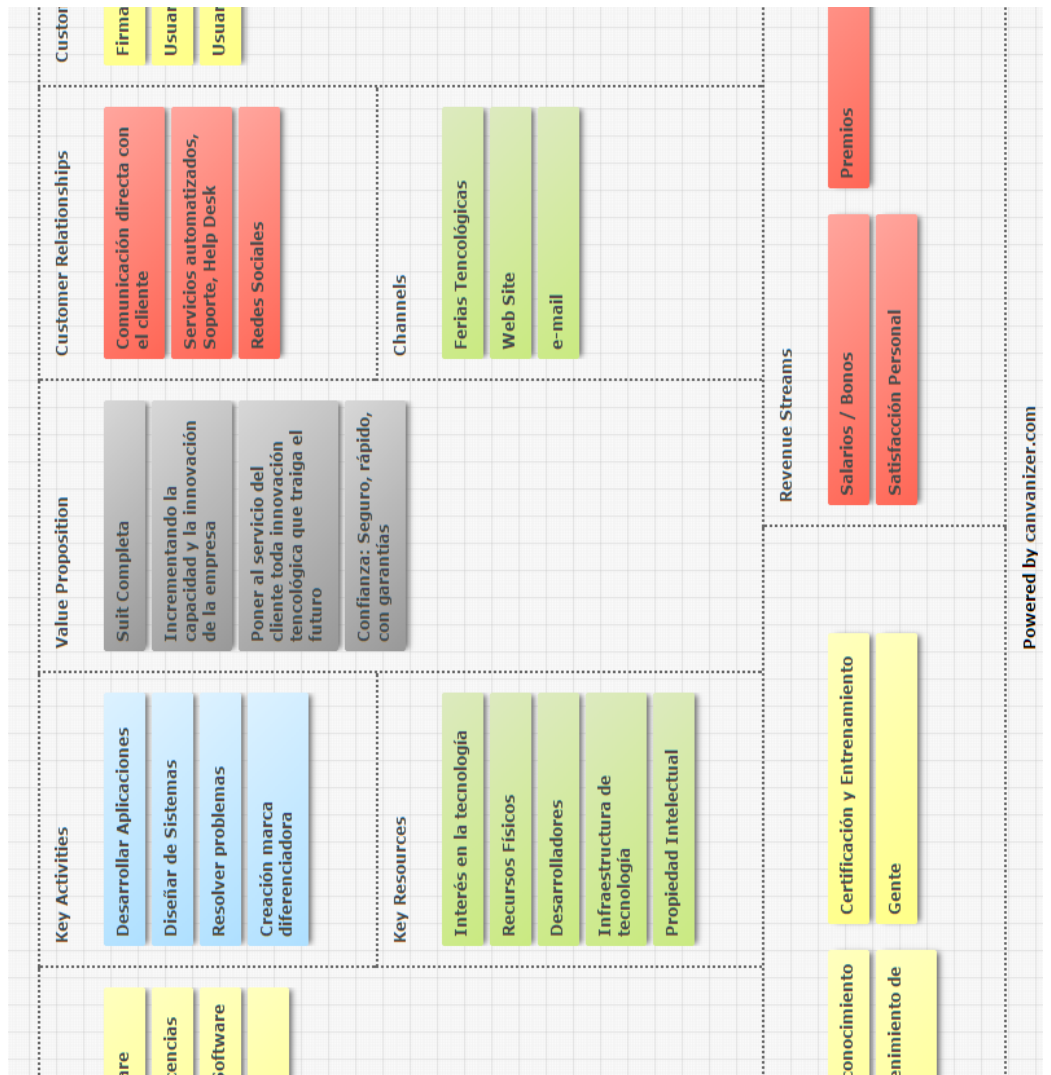 are
encias
oftware
Key Activities
Desarrollar Aplicaciones
Diseñar de Sistemas
Resolver problemas
Creación marca
diferenciadora
Key Resources
Interés en la tecnología
Recursos Físicos
Desarrolladores
Infraestructura de
tecnología
Propiedad Intelectual
Value Proposition
Suit Completa
Incrementando la
capacidad y la innovación
de la empresa
Poner al servicio del
cliente toda innovación
tencológica que traiga el
futuro
Confianza: Seguro, rápido,
con garantías
Customer Relationships
Comunicación directa con
el cliente
Servicios automatizados,
Soporte, Help Desk
Redes Sociales
Channels
Ferias Tencológicas
Web Site
e-mail
Custo
Firma
Usuar
Usuar
onocimiento
enimiento de
Certificación y Entrenamiento
Gente
Revenue Streams
Salarios / Bonos
Satisfacción Personal
Premios
Powered by canvanizer.com